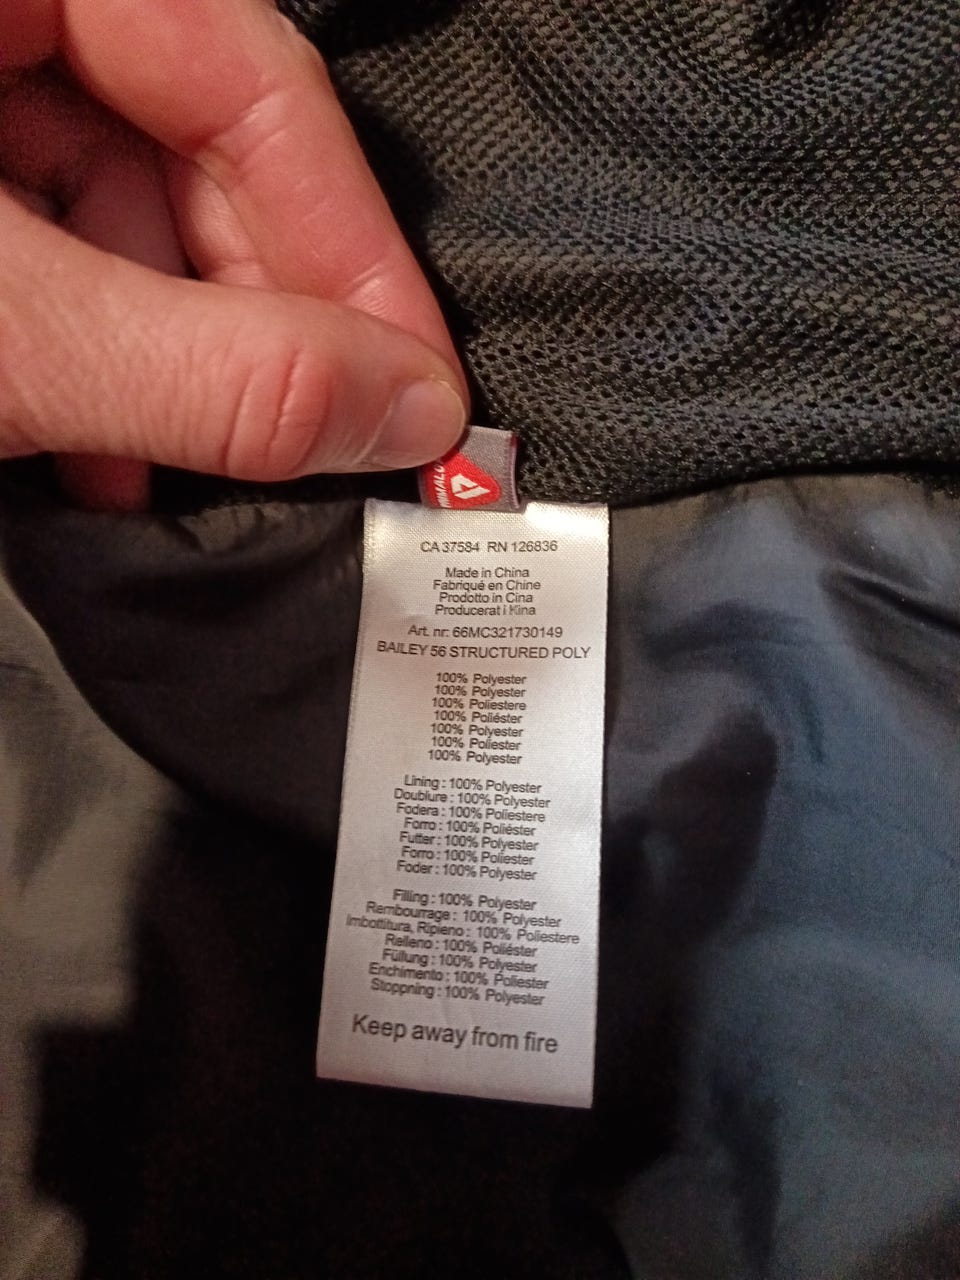 CA 37584 RN 126836
Made in China
Fabriqué en Chine
Prodotto in Cina
Producerat i Kina
Art. nr: 66MC321730149
BAILEY 56 STRUCTURED POLY
100% Polyester
100% Polyester
100% Poliestere
100% Poliéster
100% Polyester
100% Poliester
100% Polyester
Lining : 100% Polyester
Doublure : 100% Polyester
Fodera : 100% Poliestere
Forro : 100% Poliéster
Futter : 100% Polyester
Forro : 100% Poliester
Foder : 100% Polyester
Filling : 100% Polyester
Rembourrage : 100% Polyester
Imbottitura, Ripieno : 100% Poliestere
Relleno : 100% Poliéster
Füllung : 100% Polyester
Enchimento : 100% Poliester
Stoppning : 100% Polyester
Keep away from fire